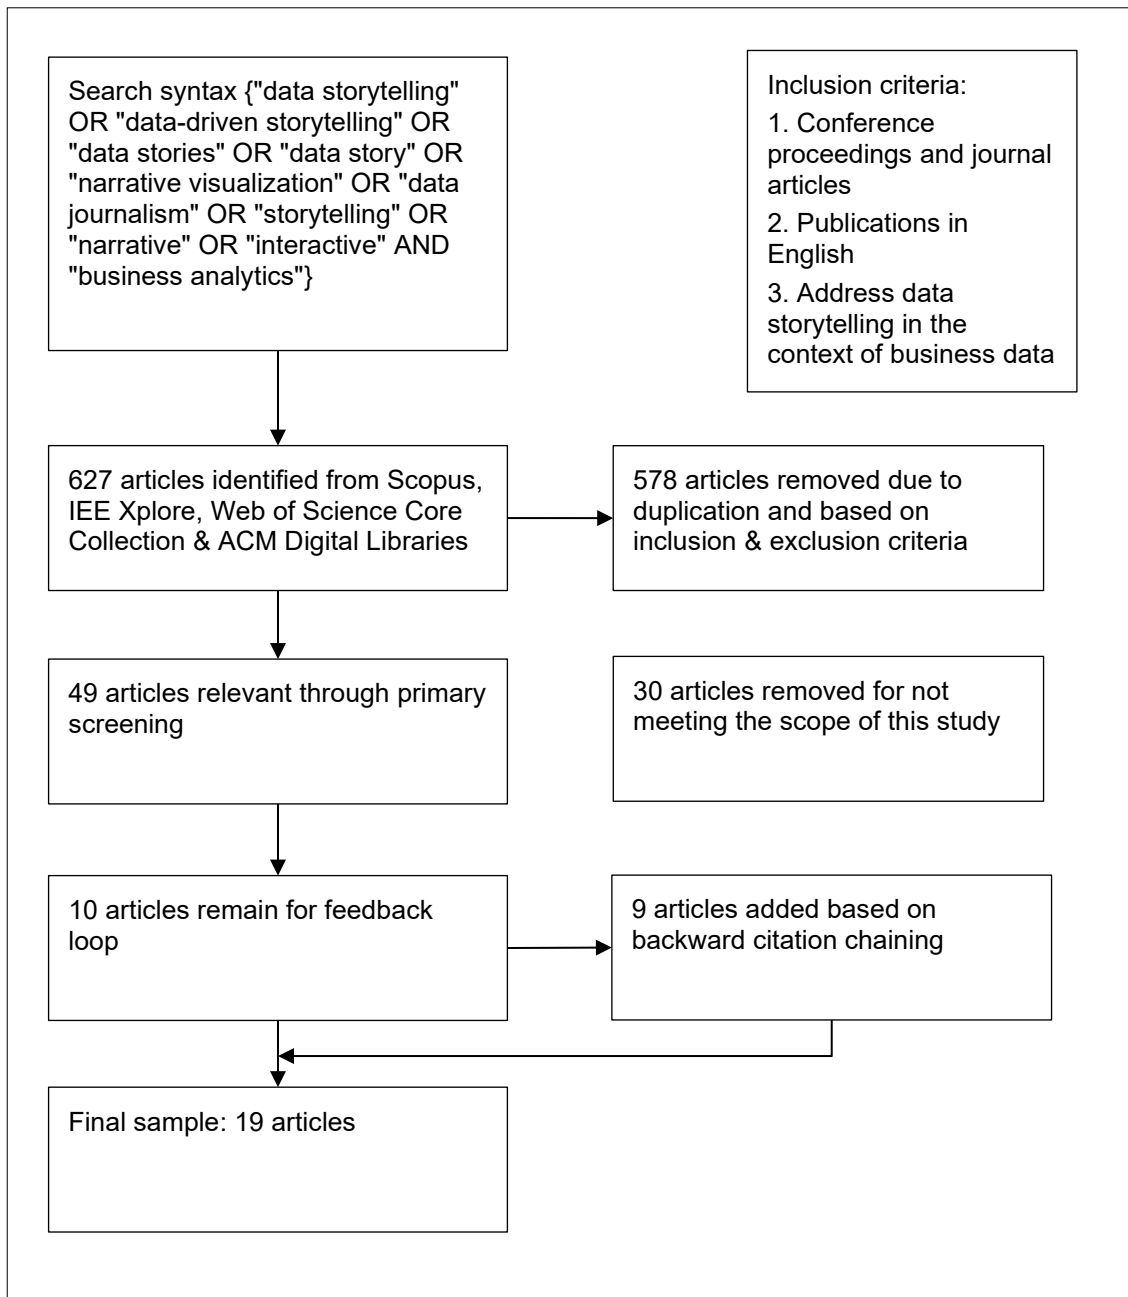 Search syntax {"data storytelling"
OR "data-driven storytelling" OR
"data stories" OR "data story" OR
"narrative visualization" OR "data
journalism" OR "storytelling" OR
"narrative" OR "interactive" AND
"business analytics"}
Inclusion criteria:
1. Conference
proceedings and journal
articles
2. Publications in
English
3. Address data
storytelling in the
context of business data
627 articles identified from Scopus,
IEE Xplore, Web of Science Core
Collection & ACM Digital Libraries
578 articles removed due to
duplication and based on
inclusion & exclusion criteria
49 articles relevant through primary
screening
30 articles removed for not
meeting the scope of this study
10 articles remain for feedback
loop
9 articles added based on
backward citation chaining
Final sample: 19 articles